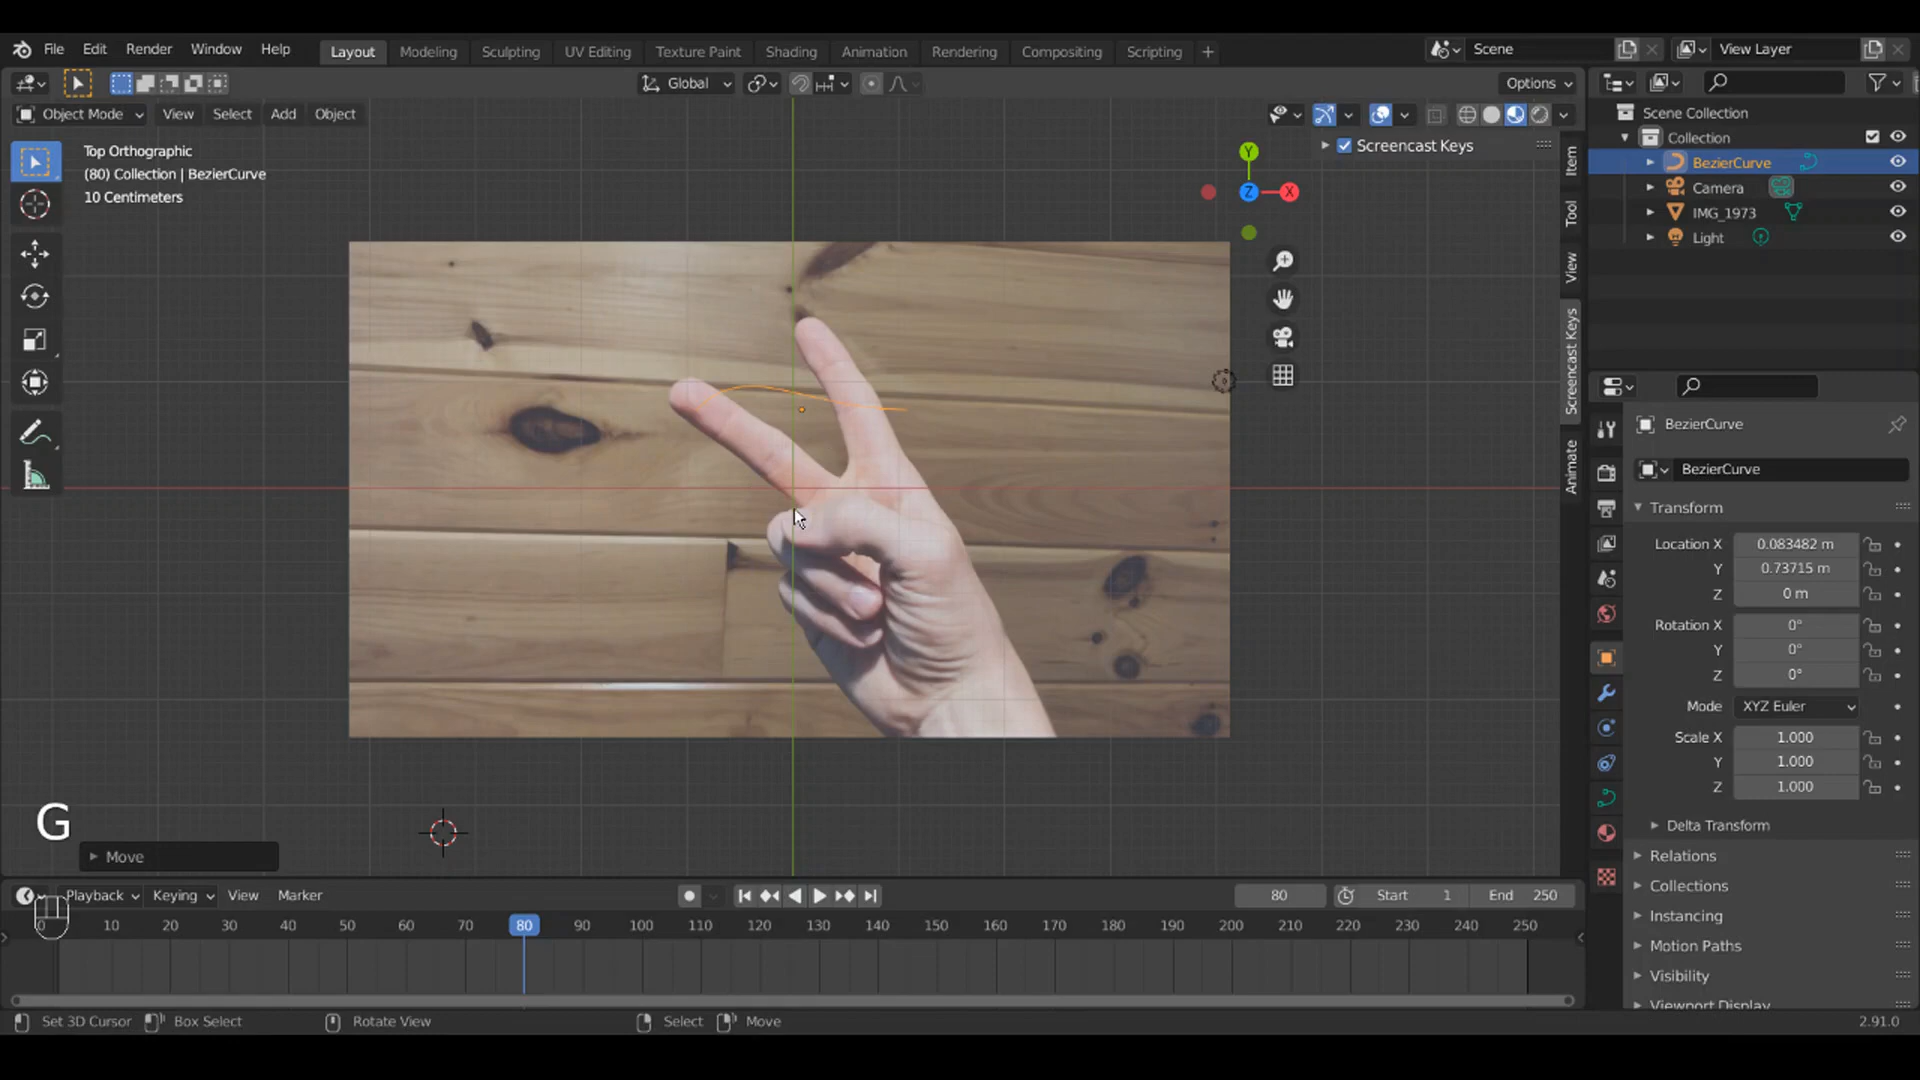 File Edit Render Window Help Layout Modeling Sculpting UV Editing Texture Paint Shading Animation Rendering Compositing Scripting + Scene View Layer
Global Options
Object Mode View Select Add Object
Top Orthographic
(80) Collection | BezierCurve
10 Centimeters
Y
Z
X
Screencast Keys
Item
Tool
View
Screencast Keys
Animate
Scene Collection
Collection
BezierCurve
Camera
IMG_1973
Light
BezierCurve
BezierCurve
Transform
Location X 0.083482 m
Y 0.73715 m
Z 0 m
Rotation X 0°
Y 0°
Z 0°
Mode XYZ Euler
Scale X 1.000
Y 1.000
Z 1.000
Delta Transform
Relations
Collections
Instancing
Motion Paths
Visibility
Viewport Display
G
Move
Playback Keying View Marker 80 Start 1 End 250
0 10 20 30 40 50 60 70 80 90 100 110 120 130 140 150 160 170 180 190 200 210 220 230 240 250
Set 3D Cursor Box Select Rotate View Select Move 2.91.0